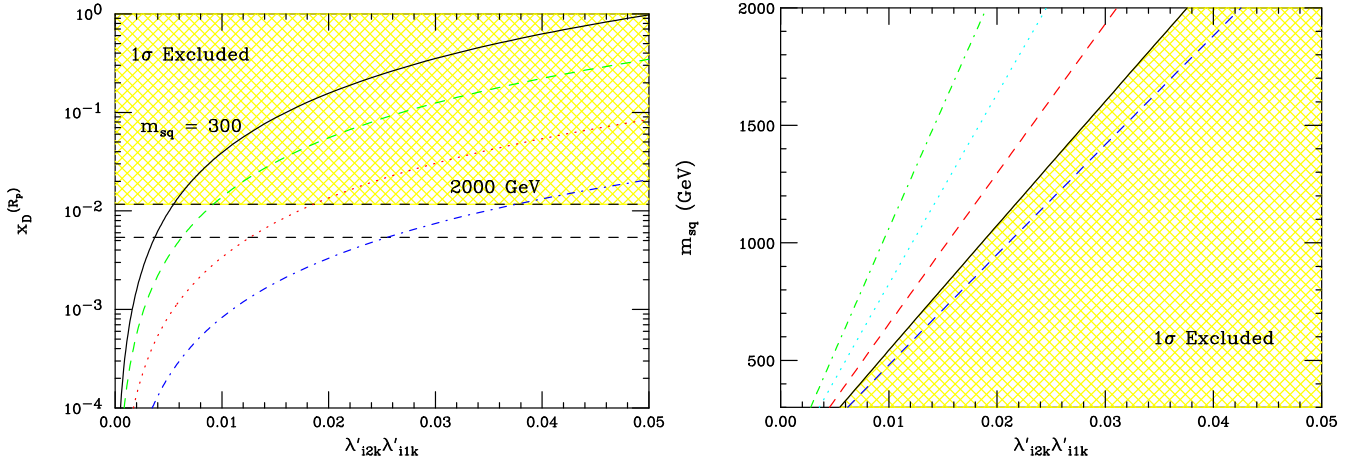 10⁰
10⁻¹
10⁻²
10⁻³
10⁻⁴
x_D^(R_P)
1σ Excluded
m_sq = 300
2000 GeV
0.00 0.01 0.02 0.03 0.04 0.05
λ'_i2k λ'_i1k
2000
1500
1000
500
m_sq (GeV)
1σ Excluded
0.00 0.01 0.02 0.03 0.04 0.05
λ'_i2k λ'_i1k